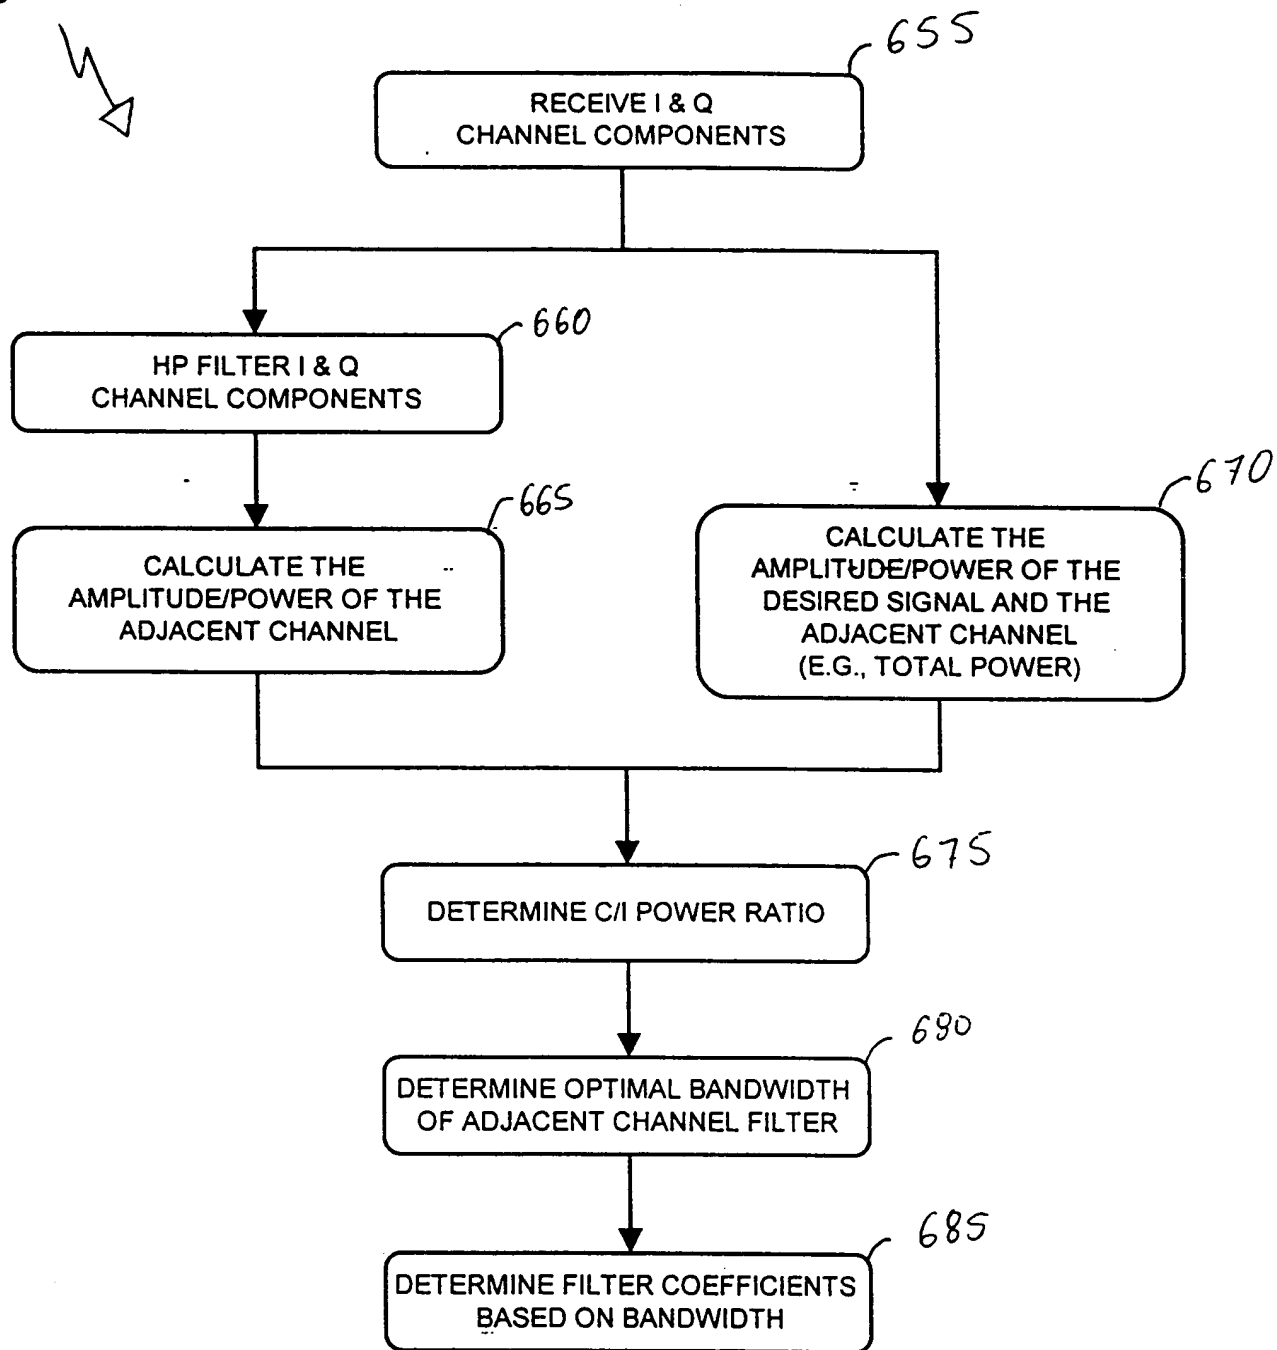 655
RECEIVE I & Q
CHANNEL COMPONENTS
660
HP FILTER I & Q
CHANNEL COMPONENTS
665
CALCULATE THE
AMPLITUDE/POWER OF THE
ADJACENT CHANNEL
670
CALCULATE THE
AMPLITUDE/POWER OF THE
DESIRED SIGNAL AND THE
ADJACENT CHANNEL
(E.G., TOTAL POWER)
675
DETERMINE C/I POWER RATIO
680
DETERMINE OPTIMAL BANDWIDTH
OF ADJACENT CHANNEL FILTER
685
DETERMINE FILTER COEFFICIENTS
BASED ON BANDWIDTH